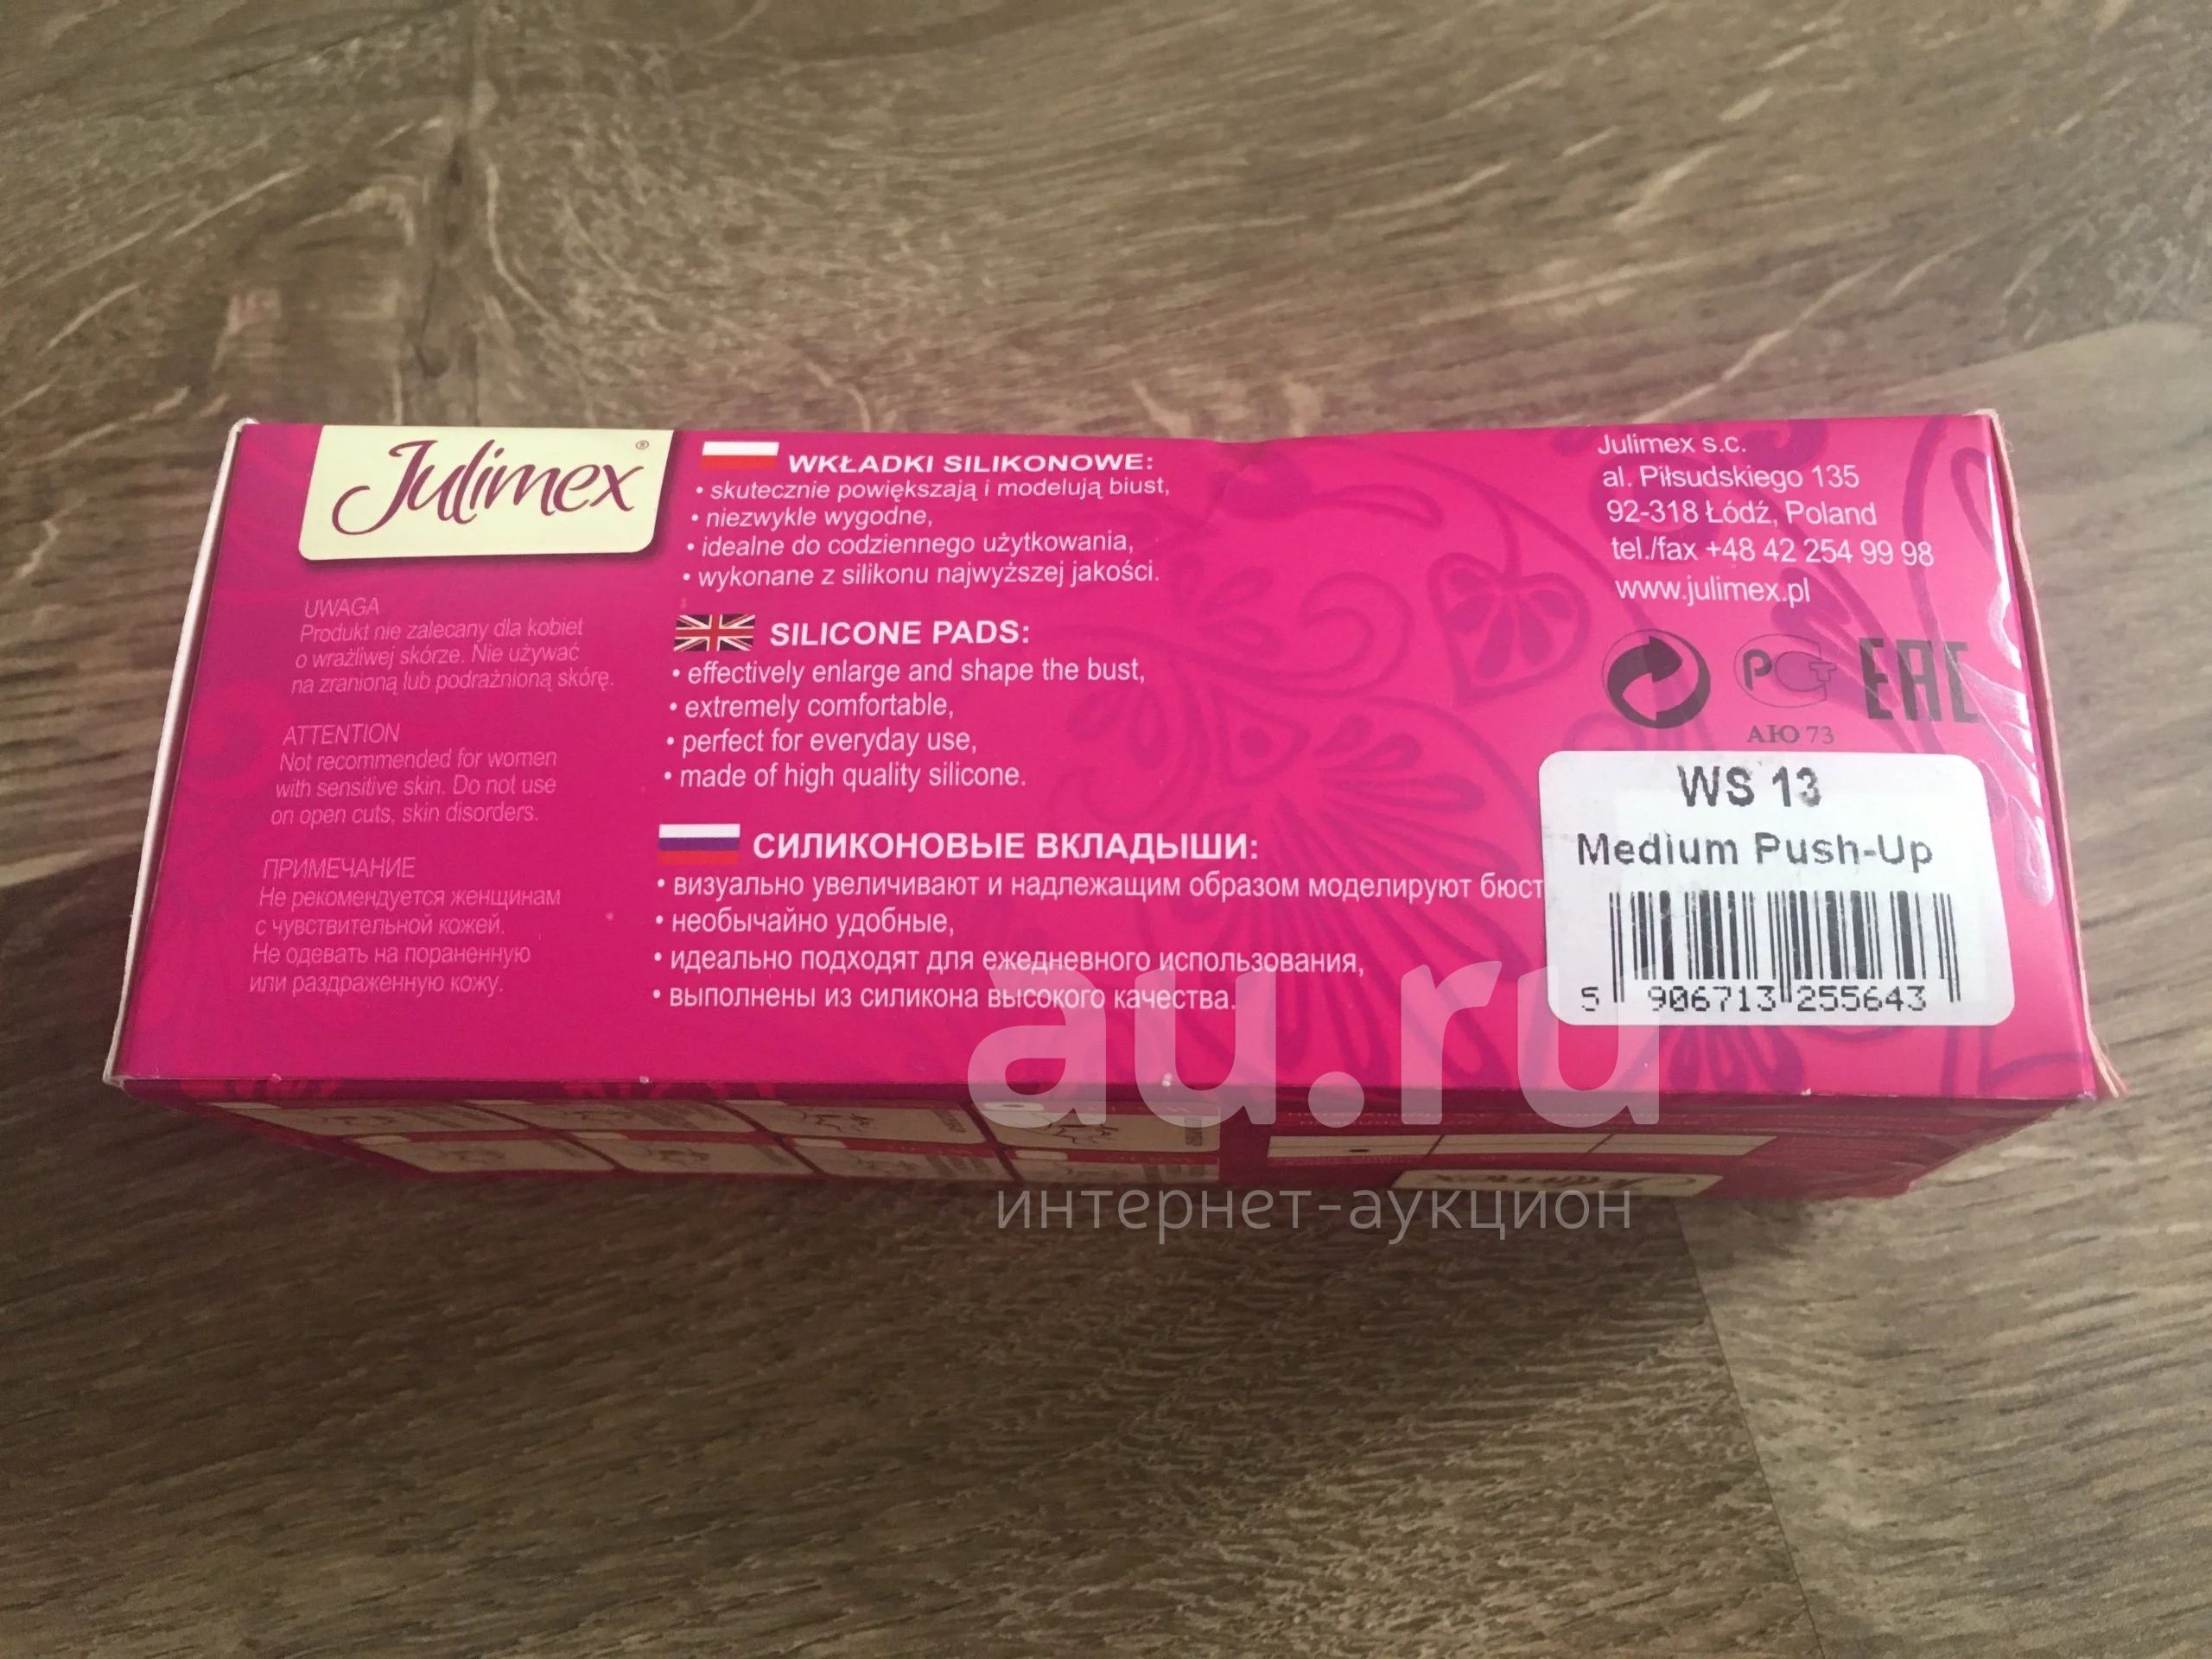 Julimex®
UWAGA
Produkt nie zalecany dla kobiet
o wrażliwej skórze. Nie używać
na zranioną lub podrażnioną skórę.
ATTENTION
Not recommended for women
with sensitive skin. Do not use
on open cuts, skin disorders.
ПРИМЕЧАНИЕ
Не рекомендуется женщинам
с чувствительной кожей.
Не одевать на пораненную
или раздраженную кожу.
WKŁADKI SILIKONOWE:
• skutecznie powiększają i modelują biust,
• niezwykle wygodne,
• idealne do codziennego użytkowania,
• wykonane z silikonu najwyższej jakości.
SILICONE PADS:
• effectively enlarge and shape the bust,
• extremely comfortable,
• perfect for everyday use,
• made of high quality silicone.
СИЛИКОНОВЫЕ ВКЛАДЫШИ:
• визуально увеличивают и надлежащим образом моделируют бюст
• необычайно удобные,
• идеально подходят для ежедневного использования,
• выполнены из силикона высокого качества.
Julimex s.c.
al. Piłsudskiego 135
92-318 Łódź, Poland
tel./fax +48 42 254 99 98
www.julimex.pl
РСТ EAC
АЮ 73
WS 13
Medium Push-Up
5 906713 255643
au.ru
интернет-аукцион